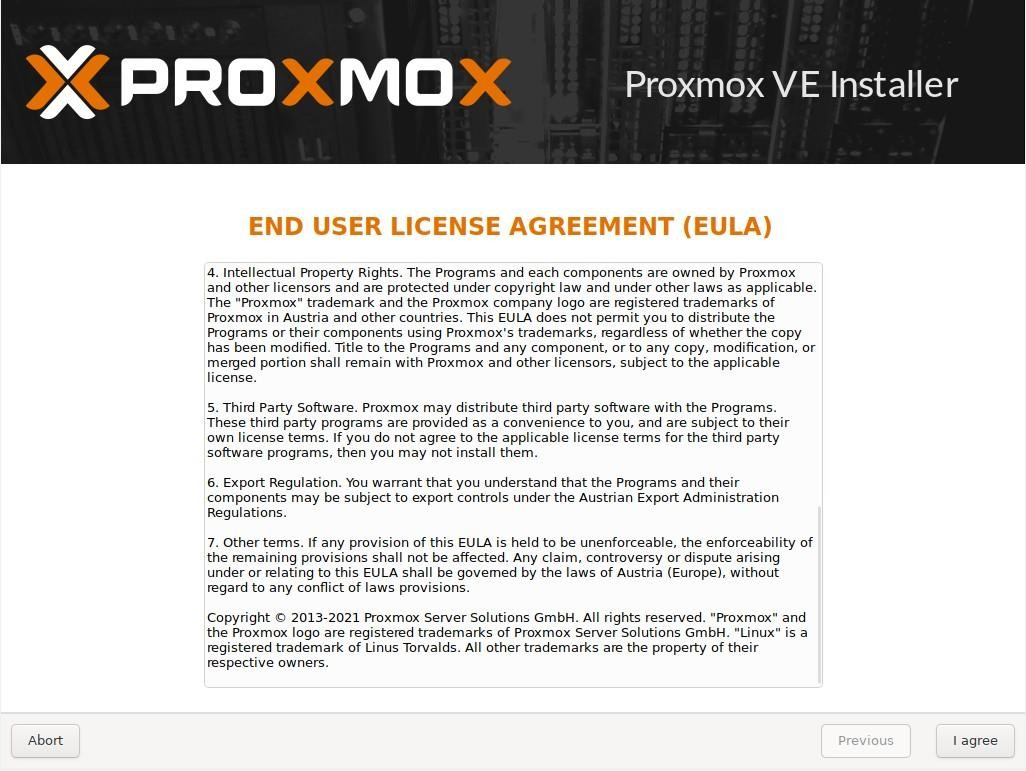 PROXMOX
Proxmox VE Installer
END USER LICENSE AGREEMENT (EULA)
4. Intellectual Property Rights. The Programs and each components are owned by Proxmox
and other licensors and are protected under copyright law and under other laws as applicable.
The "Proxmox" trademark and the Proxmox company logo are registered trademarks of
Proxmox in Austria and other countries. This EULA does not permit you to distribute the
Programs or their components using Proxmox's trademarks, regardless of whether the copy
has been modified. Title to the Programs and any component, or to any copy, modification, or
merged portion shall remain with Proxmox and other licensors, subject to the applicable
license.
5. Third Party Software. Proxmox may distribute third party software with the Programs.
These third party programs are provided as a convenience to you, and are subject to their
own license terms. If you do not agree to the applicable license terms for the third party
software programs, then you may not install them.
6. Export Regulation. You warrant that you understand that the Programs and their
components may be subject to export controls under the Austrian Export Administration
Regulations.
7. Other terms. If any provision of this EULA is held to be unenforceable, the enforceability of
the remaining provisions shall not be affected. Any claim, controversy or dispute arising
under or relating to this EULA shall be governed by the laws of Austria (Europe), without
regard to any conflict of laws provisions.
Copyright © 2013-2021 Proxmox Server Solutions GmbH. All rights reserved. "Proxmox" and
the Proxmox logo are registered trademarks of Proxmox Server Solutions GmbH. "Linux" is a
registered trademark of Linus Torvalds. All other trademarks are the property of their
respective owners.
Abort
Previous
I agree